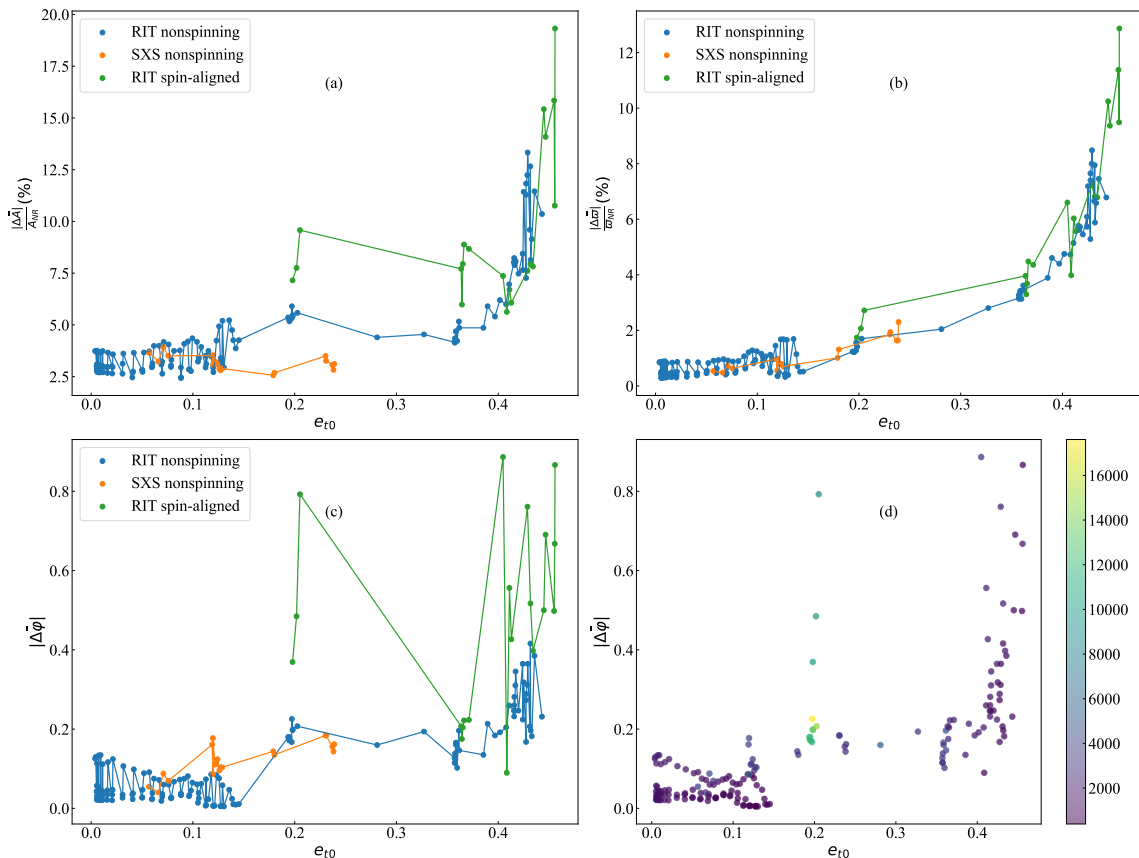 20.0
17.5
15.0
12.5
10.0
7.5
5.0
2.5
|ΔĀ|/A_NR (%)
RIT nonspinning
SXS nonspinning
RIT spin-aligned
(a)
0.0 0.1 0.2 0.3 0.4
e_t0
12
10
8
6
4
2
0
|Δϖ̄|/ϖ_NR (%)
RIT nonspinning
SXS nonspinning
RIT spin-aligned
(b)
0.0 0.1 0.2 0.3 0.4
e_t0
0.8
0.6
0.4
0.2
0.0
|Δφ̄|
RIT nonspinning
SXS nonspinning
RIT spin-aligned
(c)
0.0 0.1 0.2 0.3 0.4
e_t0
0.8
0.6
0.4
0.2
0.0
|Δφ̄|
(d)
0.0 0.1 0.2 0.3 0.4
e_t0
16000
14000
12000
10000
8000
6000
4000
2000